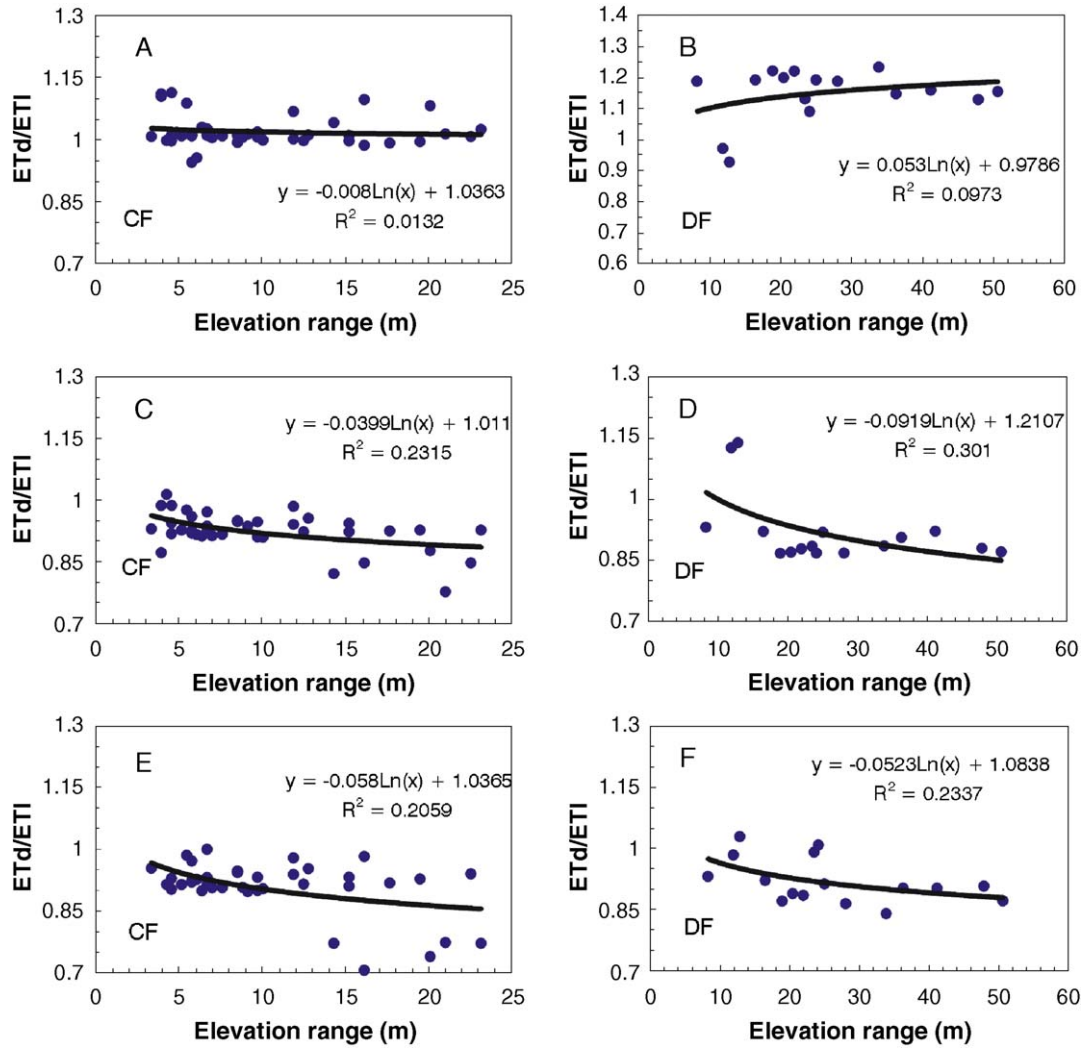 A
1.3
1.15
1
0.85
0.7
ETd/ETI
y = -0.008Ln(x) + 1.0363
R² = 0.0132
CF
0 5 10 15 20 25
Elevation range (m)
B
1.4
1.3
1.2
1.1
1
0.9
0.8
0.7
0.6
ETd/ETI
y = 0.053Ln(x) + 0.9786
R² = 0.0973
DF
0 10 20 30 40 50 60
Elevation range (m)
C
1.3
1.15
1
0.85
0.7
ETd/ETI
y = -0.0399Ln(x) + 1.011
R² = 0.2315
CF
0 5 10 15 20 25
Elevation range (m)
D
1.3
1.15
1
0.85
0.7
ETd/ETI
y = -0.0919Ln(x) + 1.2107
R² = 0.301
DF
0 10 20 30 40 50 60
Elevation range (m)
E
1.3
1.15
1
0.85
0.7
ETd/ETI
y = -0.058Ln(x) + 1.0365
R² = 0.2059
CF
0 5 10 15 20 25
Elevation range (m)
F
1.3
1.15
1
0.85
0.7
ETd/ETI
y = -0.0523Ln(x) + 1.0838
R² = 0.2337
DF
0 10 20 30 40 50 60
Elevation range (m)